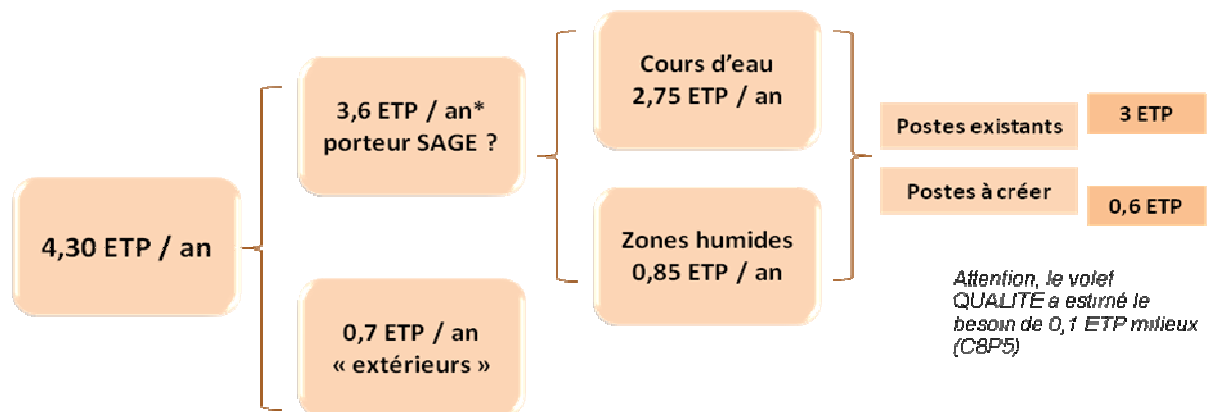 4,30 ETP / an
3,6 ETP / an*
porteur SAGE ?
0,7 ETP / an
« extérieurs »
Cours d'eau
2,75 ETP / an
Zones humides
0,85 ETP / an
Postes existants
3 ETP
Postes à créer
0,6 ETP
Attention, le volet
QUALITE a estimé le
besoin de 0,1 ETP milieux
(C8P5)